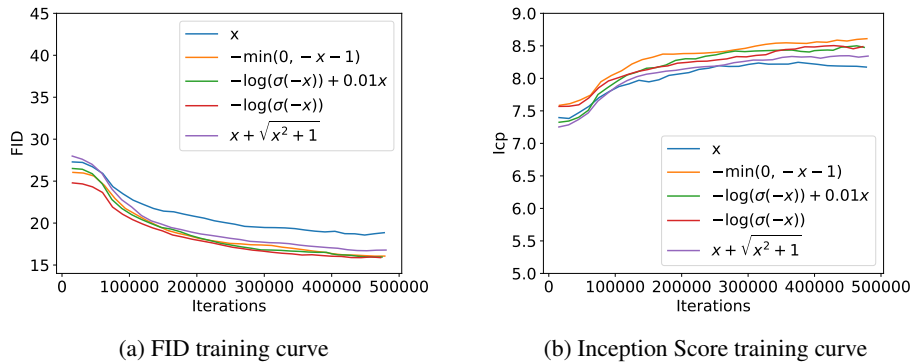 45
40
35
30
25
20
15
FID
0 100000 200000 300000 400000 500000
Iterations
x
−min(0, −x − 1)
−log(σ(−x)) + 0.01x
−log(σ(−x))
x + √x² + 1
(a) FID training curve
9.0
8.5
8.0
7.5
7.0
6.5
6.0
5.5
5.0
Icp
0 100000 200000 300000 400000 500000
Iterations
x
−min(0, −x − 1)
−log(σ(−x)) + 0.01x
−log(σ(−x))
x + √x² + 1
(b) Inception Score training curve